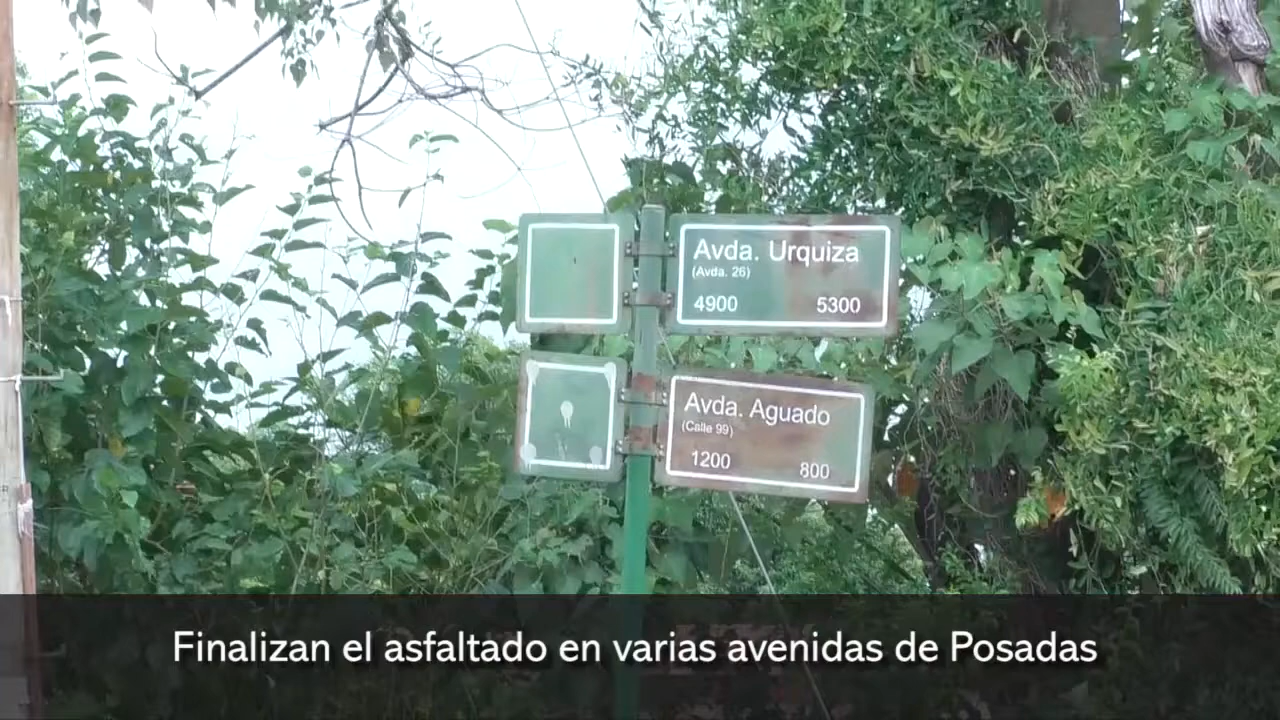 Avda. Urquiza
(Avda. 26)
4900 5300
Avda. Aguado
(Calle 99)
1200 800
Finalizan el asfaltado en varias avenidas de Posadas